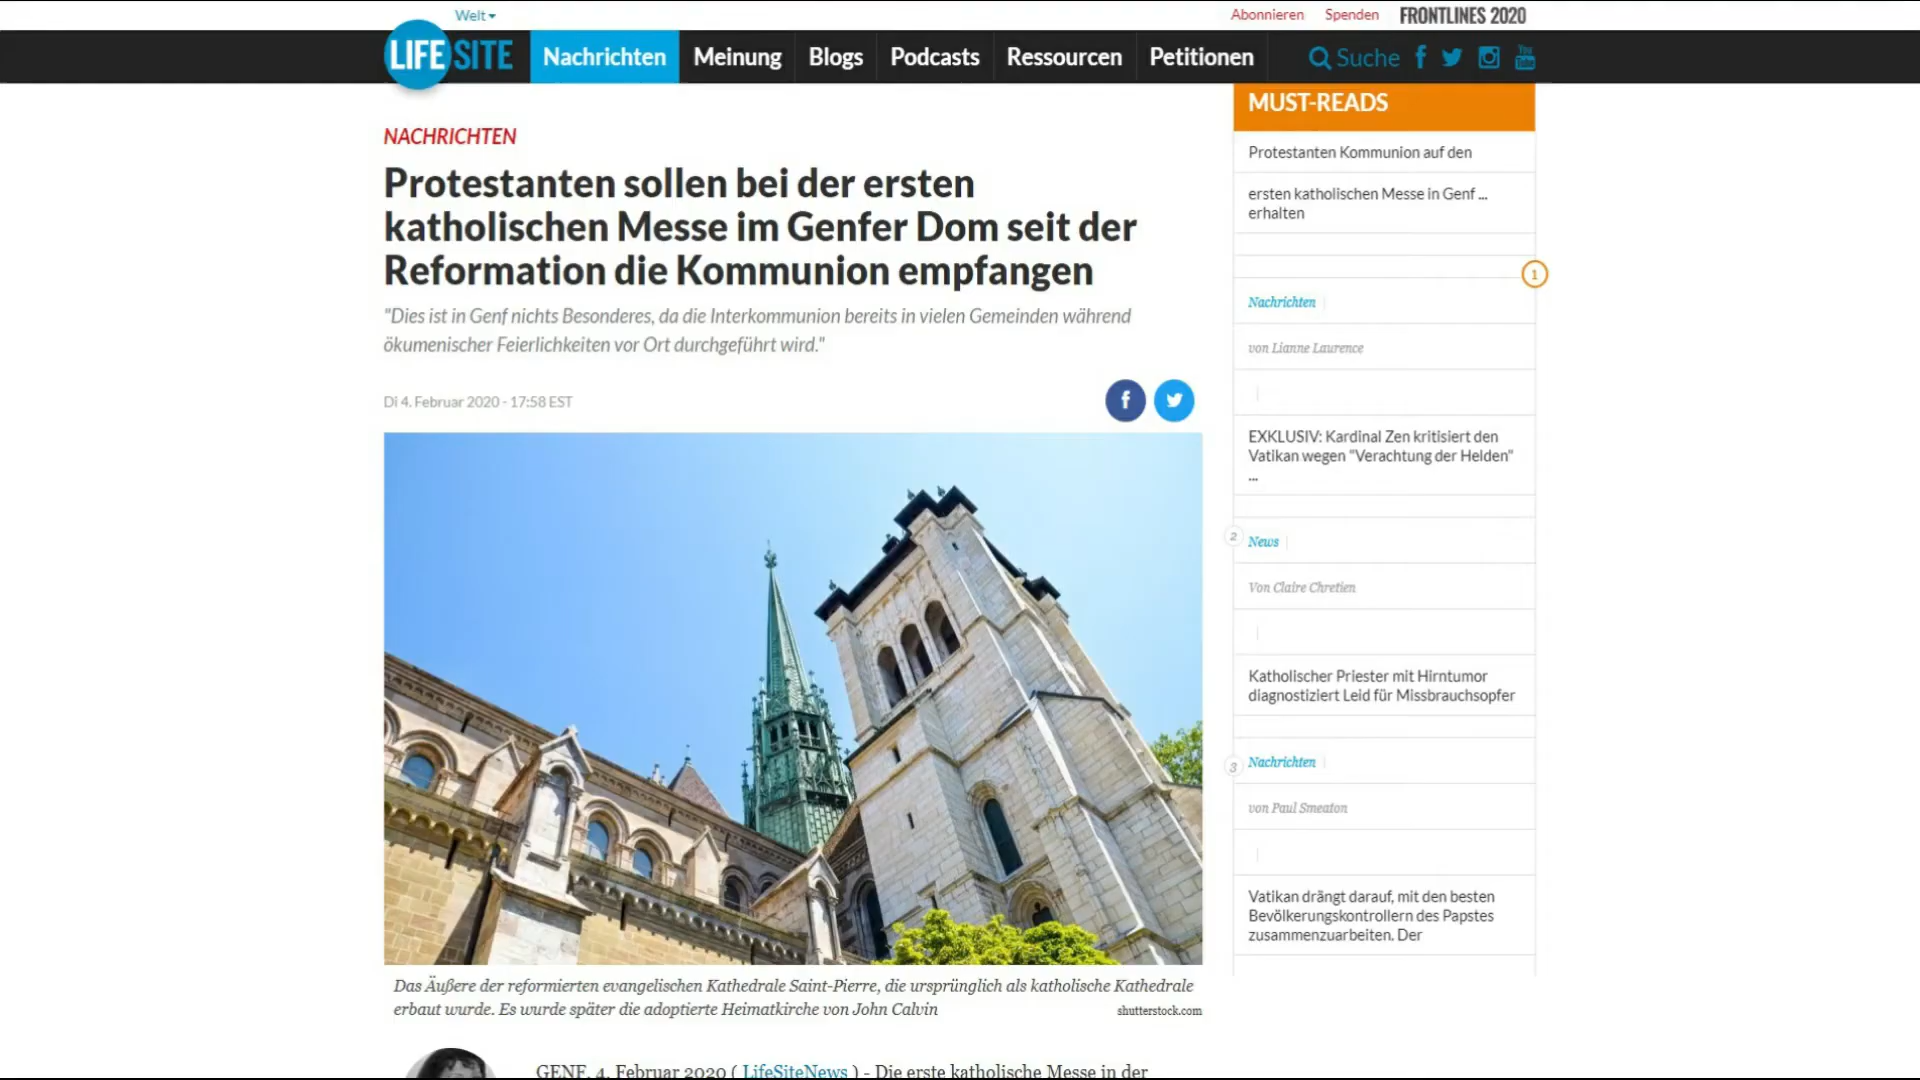 Welt
Abonnieren Spenden FRONTLINES 2020
LIFESITE Nachrichten Meinung Blogs Podcasts Ressourcen Petitionen Suche
NACHRICHTEN
Protestanten sollen bei der ersten
katholischen Messe im Genfer Dom seit der
Reformation die Kommunion empfangen
"Dies ist in Genf nichts Besonderes, da die Interkommunion bereits in vielen Gemeinden während
ökumenischer Feierlichkeiten vor Ort durchgeführt wird."
Di 4. Februar 2020 - 17:58 EST
Das Äußere der reformierten evangelischen Kathedrale Saint-Pierre, die ursprünglich als katholische Kathedrale
erbaut wurde. Es wurde später die adoptierte Heimatkirche von John Calvin
shutterstock.com
GENF, 4. Februar 2020 ( LifeSiteNews ) - Die erste katholische Messe in der
MUST-READS
Protestanten Kommunion auf den
ersten katholischen Messe in Genf ...
erhalten
1
Nachrichten
von Lianne Laurence
EXKLUSIV: Kardinal Zen kritisiert den
Vatikan wegen "Verachtung der Helden"
...
2
News
Von Claire Chretien
Katholischer Priester mit Hirntumor
diagnostiziert Leid für Missbrauchsopfer
3
Nachrichten
von Paul Smeaton
Vatikan drängt darauf, mit den besten
Bevölkerungskontrollern des Papstes
zusammenzuarbeiten. Der